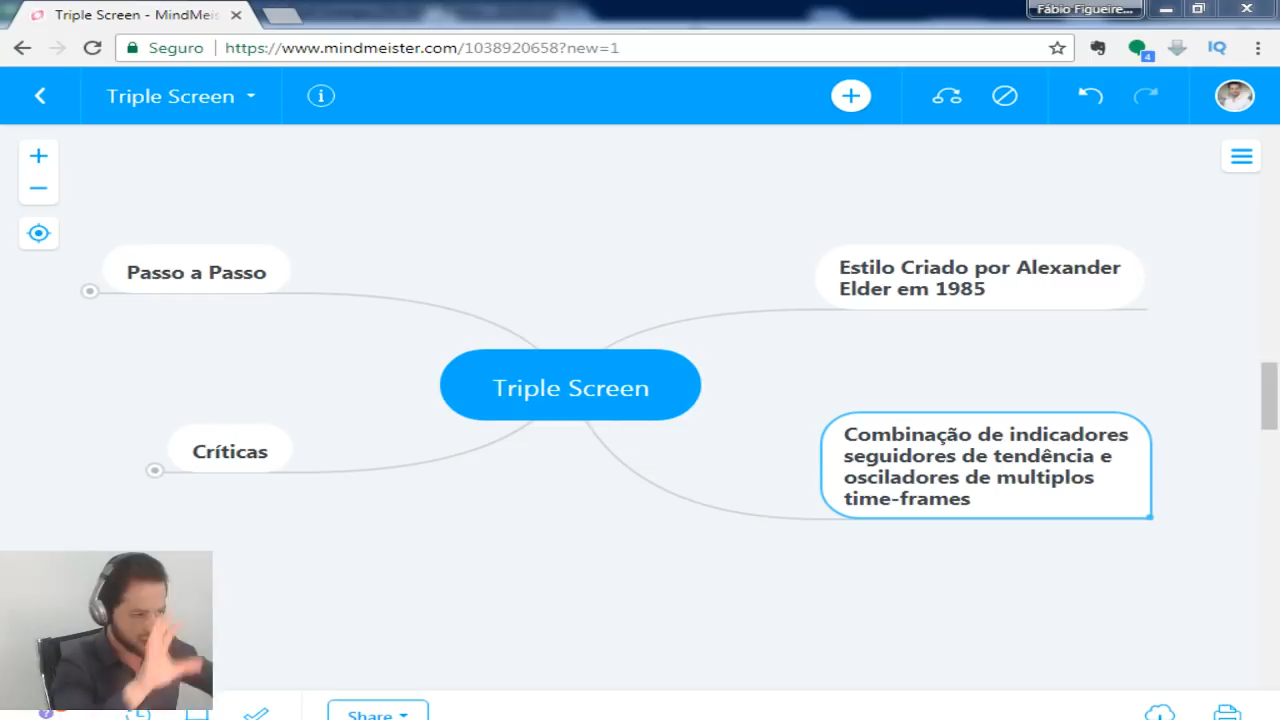 Triple Screen - MindMeis
Fábio Figueire...
Seguro
https://www.mindmeister.com/1038920658?new=1
4
IQ
Triple Screen
Passo a Passo
Estilo Criado por Alexander
Elder em 1985
Triple Screen
Críticas
Combinação de indicadores
seguidores de tendência e
osciladores de multiplos
time-frames
Share